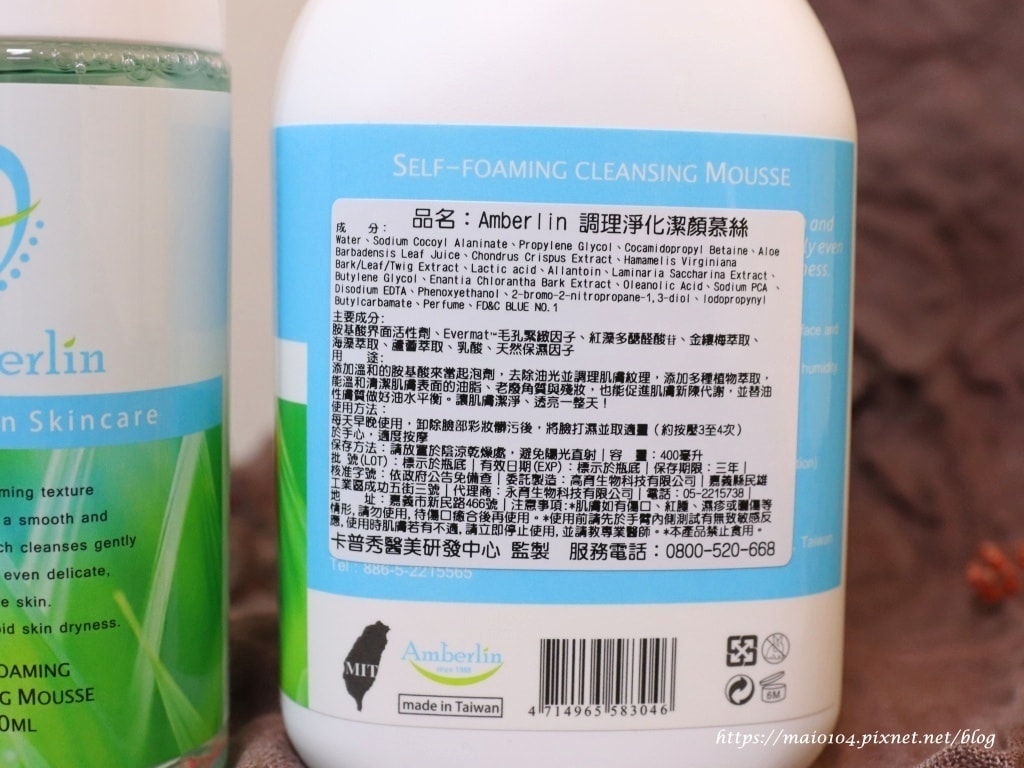 berlin
n Skincare
ming texture
a smooth and
ch cleanses gently
even delicate,
e skin.
oid skin dryness.
OAMING
G MOUSSE
0ML
SELF-FOAMING CLEANSING MOUSSE
and
ly even
ness.
face and
humidity
Taiwan
品名：Amberlin 調理淨化潔顏慕絲
成　分：
Water、Sodium Cocoyl Alaninate、Propylene Glycol、Cocamidopropyl Betaine、Aloe
Barbadensis Leaf Juice、Chondrus Crispus Extract、Hamamelis Virginiana
Bark/Leaf/Twig Extract、Lactic acid、Allantoin、Laminaria Saccharina Extract、
Butylene Glycol、Enantia Chlorantha Bark Extract、Oleanolic Acid、Sodium PCA、
Disodium EDTA、Phenoxyethanol、2-bromo-2-nitropropane-1,3-diol、Iodopropynyl
Butylcarbamate、Perfume、FD&C BLUE NO.1
主要成分：
胺基酸界面活性劑、Evermat™毛孔緊緻因子、紅藻多醣醛酸甘、金縷梅萃取、
海藻萃取、蘆薈萃取、乳酸、天然保濕因子
用　途：
添加溫和的胺基酸來當起泡劑，去除油光並調理肌膚紋理，添加多種植物萃取，
能溫和清潔肌膚表面的油脂、老廢角質與殘妝，也能促進肌膚新陳代謝，並替油
性膚質做好油水平衡。讓肌膚潔淨、透亮一整天！
使用方法：
每天早晚使用，卸除臉部彩妝髒污後，將臉打濕並取適量（約按壓3至4次）
於手心，適度按摩
保存方法：請放置於陰涼乾燥處，避免陽光直射｜容　量：400毫升
批 號(LOT)：標示於瓶底｜有效日期(EXP)：標示於瓶底｜保存期限：三年｜
核准字號：依政府公告免備查｜委託製造：高育生物科技有限公司｜嘉義縣民雄
工業區成功五街三號｜代理商：永育生物科技有限公司｜電話：05-2215738｜
地　址：嘉義市新民路466號｜注意事項:*肌膚如有傷口、紅腫、濕疹或曬傷等
情形,請勿使用,待傷口癒合後再使用。*使用前請先於手臂內側測試有無致敏感反
應,使用時肌膚若有不適,請立即停止使用,並請教專業醫師。*本產品禁止食用。
卡普秀醫美研發中心 監製　服務電話：0800-520-668
Tel : 886-5-2215565
MIT
Amberlin
since 1988
made in Taiwan
4 714965 583046
6M
https://maio104.pixnet.net/blog